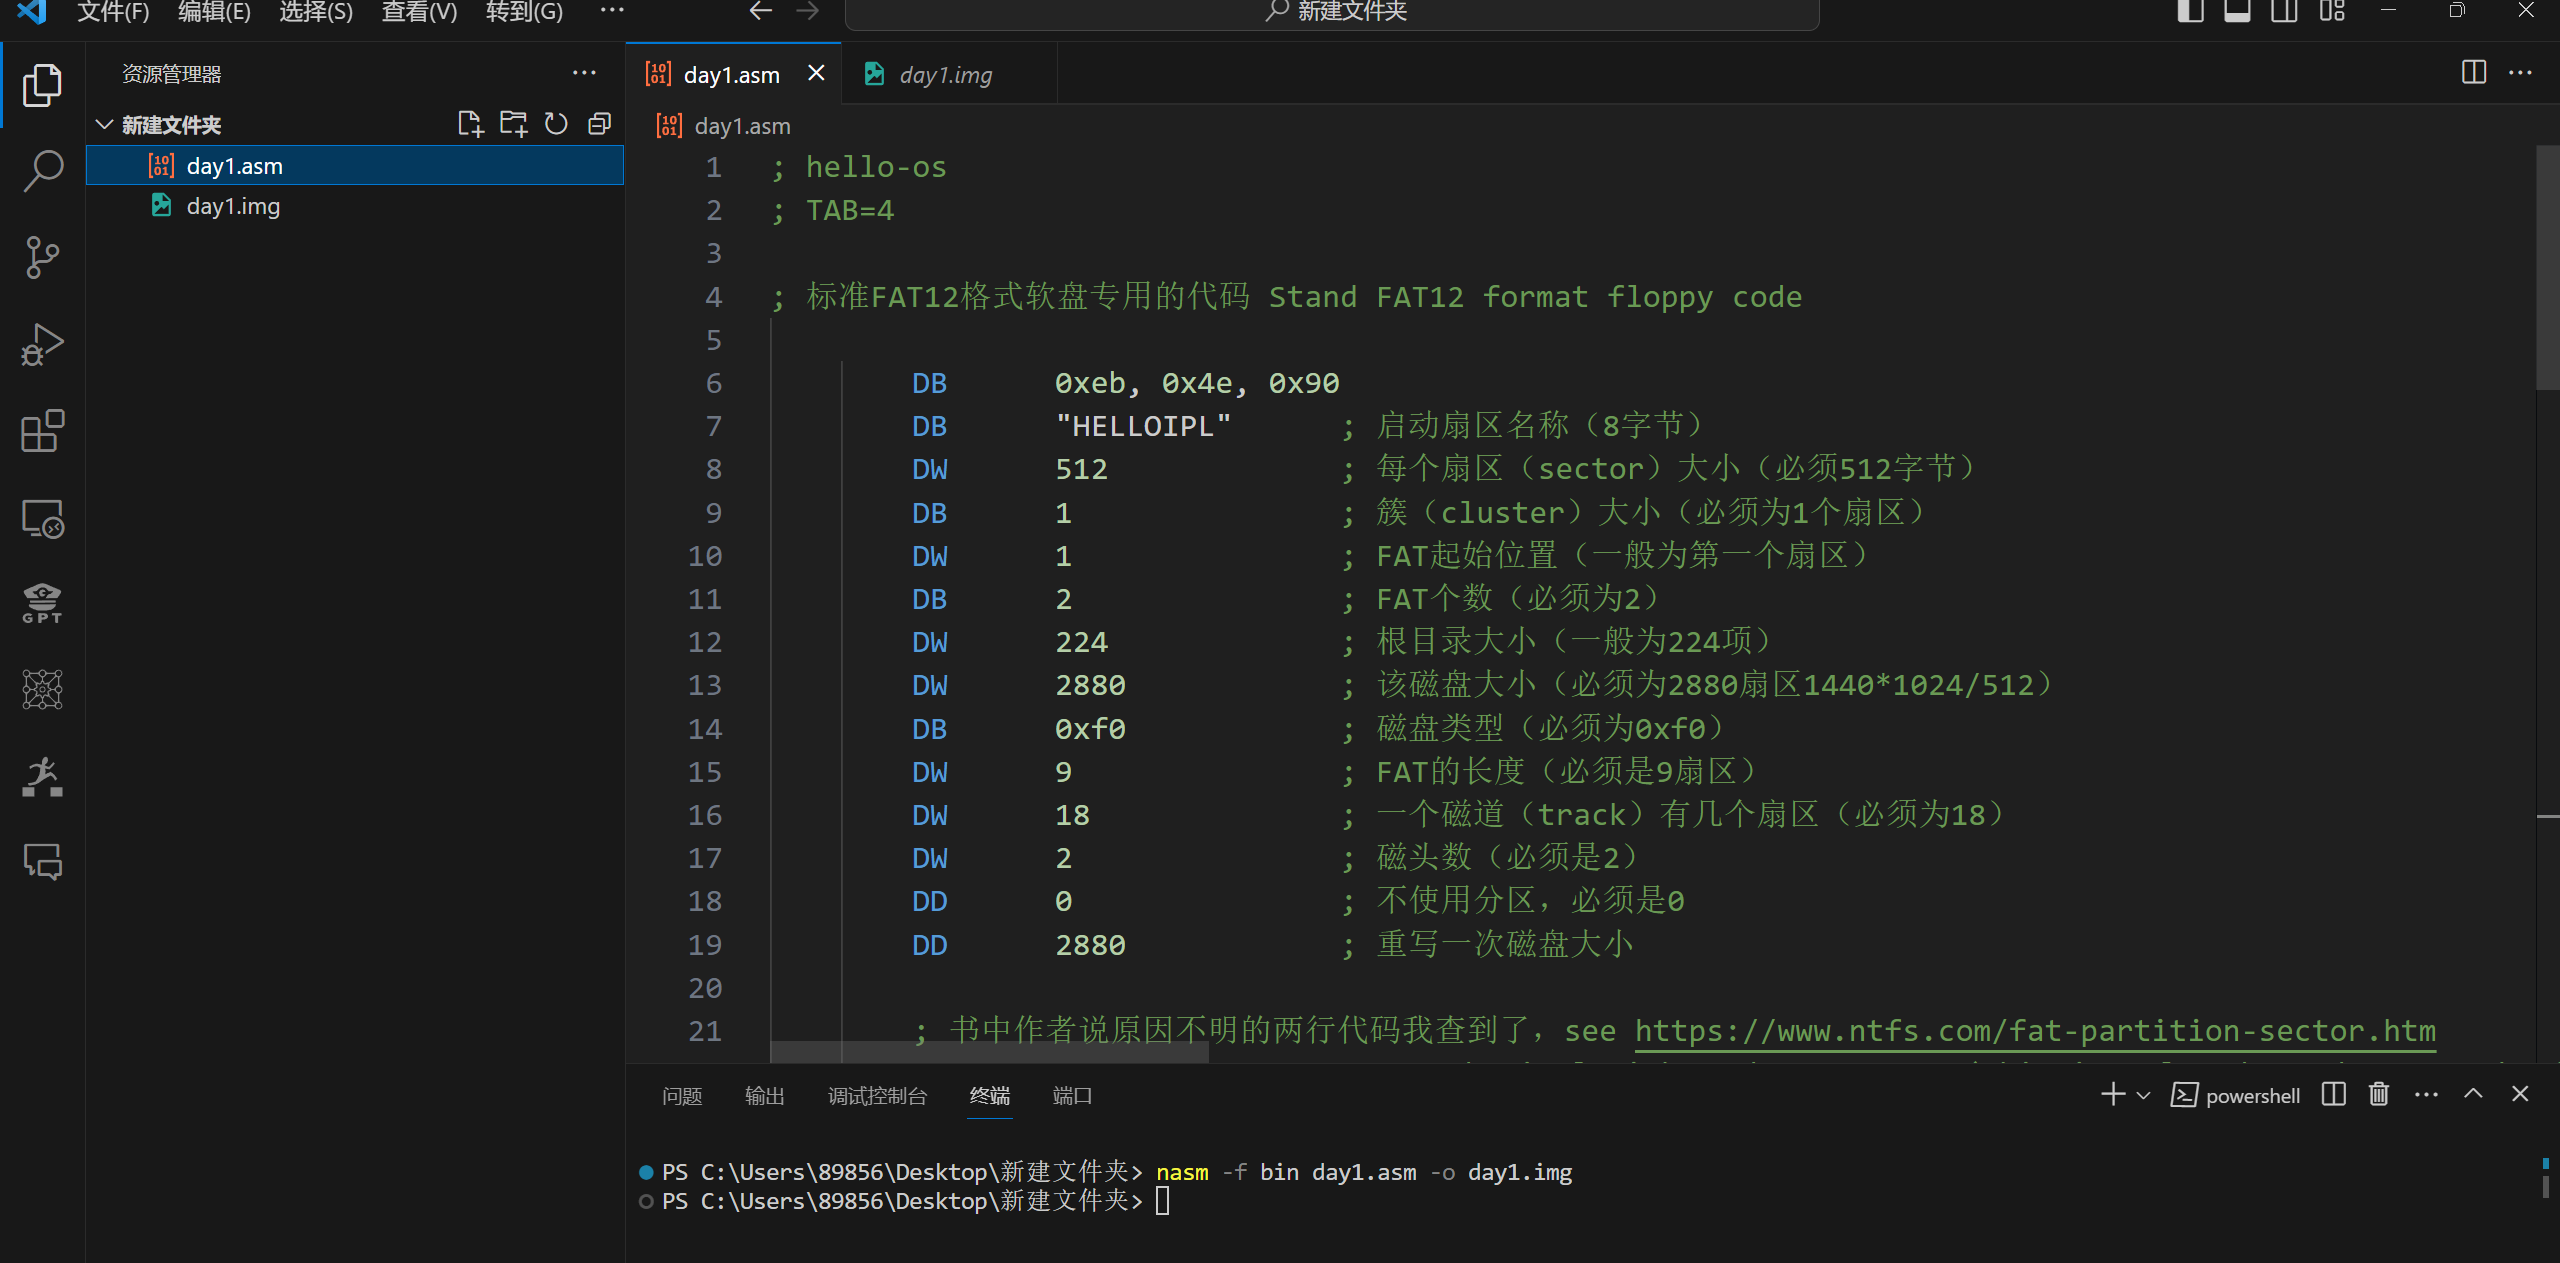 文件(F) 编辑(E) 选择(S) 查看(V) 转到(G) ··· 新建文件夹
资源管理器
新建文件夹
day1.asm
day1.img
GPT
day1.asm day1.img
day1.asm
1 ; hello-os
2 ; TAB=4
3
4 ; 标准FAT12格式软盘专用的代码 Stand FAT12 format floppy code
5
6 DB 0xeb, 0x4e, 0x90
7 DB "HELLOIPL" ; 启动扇区名称（8字节）
8 DW 512 ; 每个扇区（sector）大小（必须512字节）
9 DB 1 ; 簇（cluster）大小（必须为1个扇区）
10 DW 1 ; FAT起始位置（一般为第一个扇区）
11 DB 2 ; FAT个数（必须为2）
12 DW 224 ; 根目录大小（一般为224项）
13 DW 2880 ; 该磁盘大小（必须为2880扇区1440*1024/512）
14 DB 0xf0 ; 磁盘类型（必须为0xf0）
15 DW 9 ; FAT的长度（必须是9扇区）
16 DW 18 ; 一个磁道（track）有几个扇区（必须为18）
17 DW 2 ; 磁头数（必须是2）
18 DD 0 ; 不使用分区，必须是0
19 DD 2880 ; 重写一次磁盘大小
20
21 ; 书中作者说原因不明的两行代码我查到了，see https://www.ntfs.com/fat-partition-sector.htm
问题 输出 调试控制台 终端 端口 powershell
PS C:\Users\89856\Desktop\新建文件夹> nasm -f bin day1.asm -o day1.img
PS C:\Users\89856\Desktop\新建文件夹>